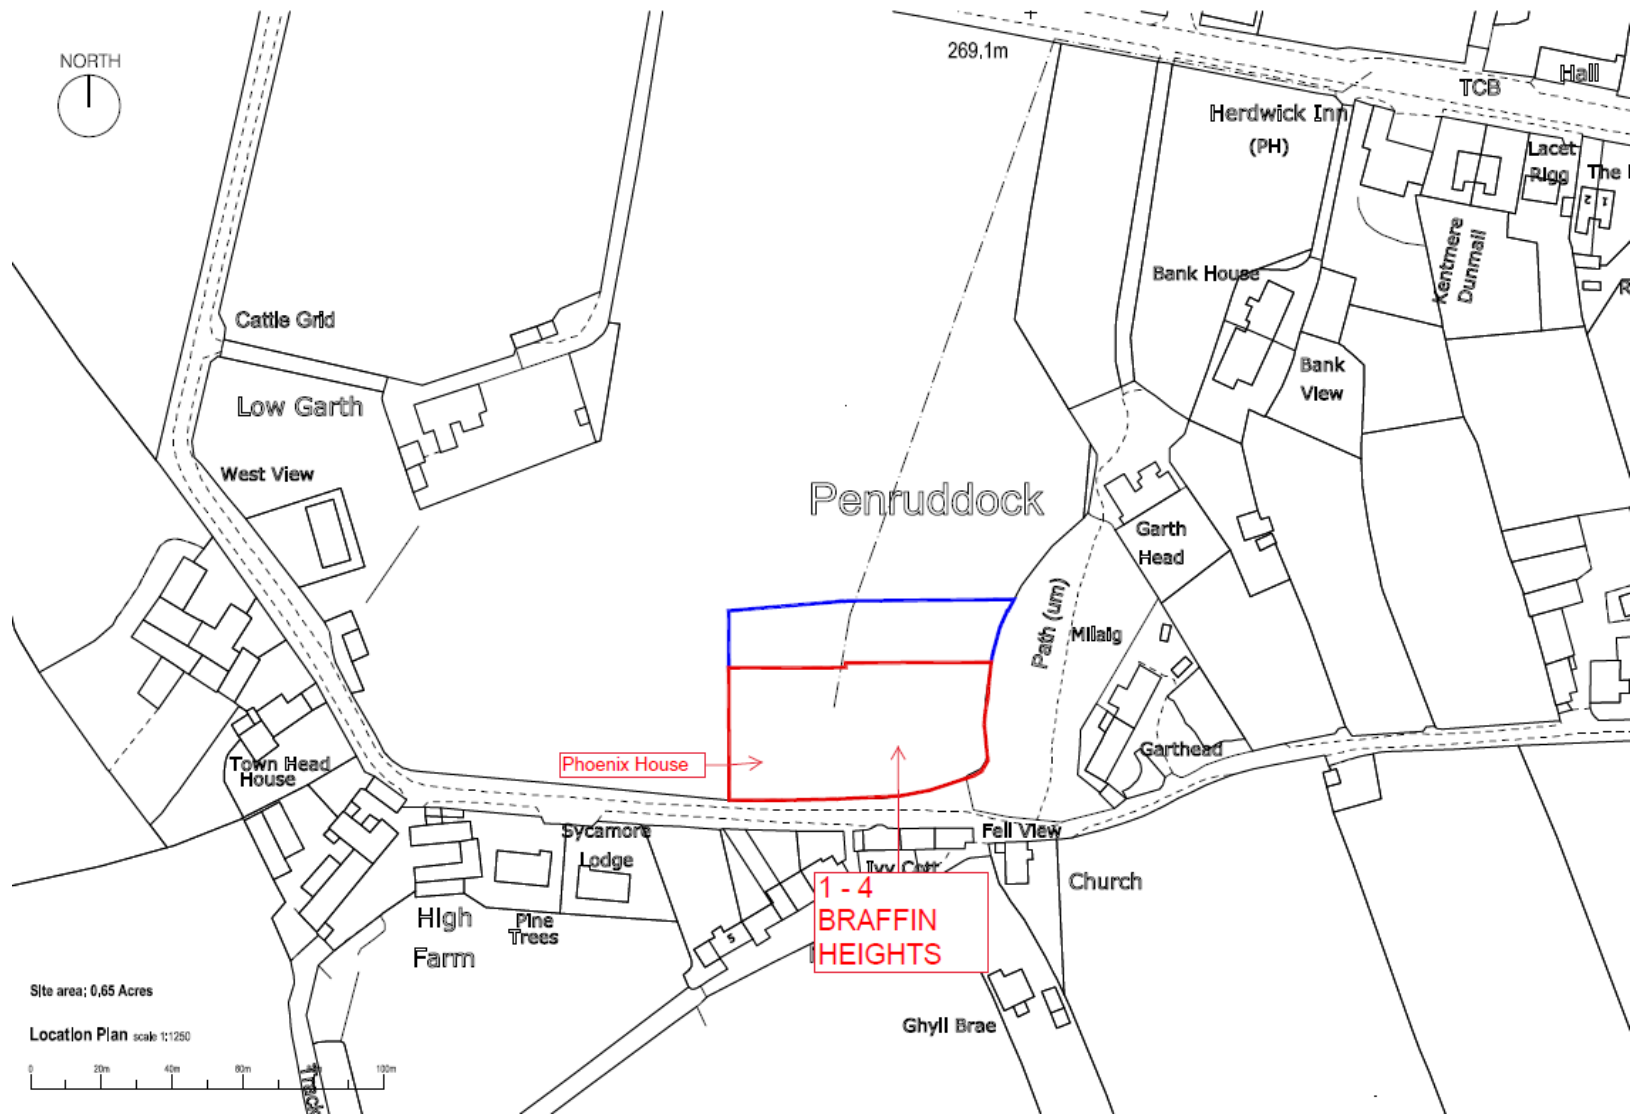 NORTH
269.1m
TCB
Hall
Herdwick Inn
(PH)
Lacet
Rigg
The
2
1
Kentmere
Dunmail
Bank House
R
Cattle Grid
Bank
View
Low Garth
West View
Penruddock
Garth
Head
Path (um)
Milaig
Garthead
Phoenix House
Town Head
House
Sycamore
Lodge
Fell View
Ivy Cott
Church
1 - 4
BRAFFIN
HEIGHTS
High
Farm
Pine
Trees
5
Ghyll Brae
Site area; 0,65 Acres
Location Plan scale 1:1250
0 20m 40m 60m 100m
Track